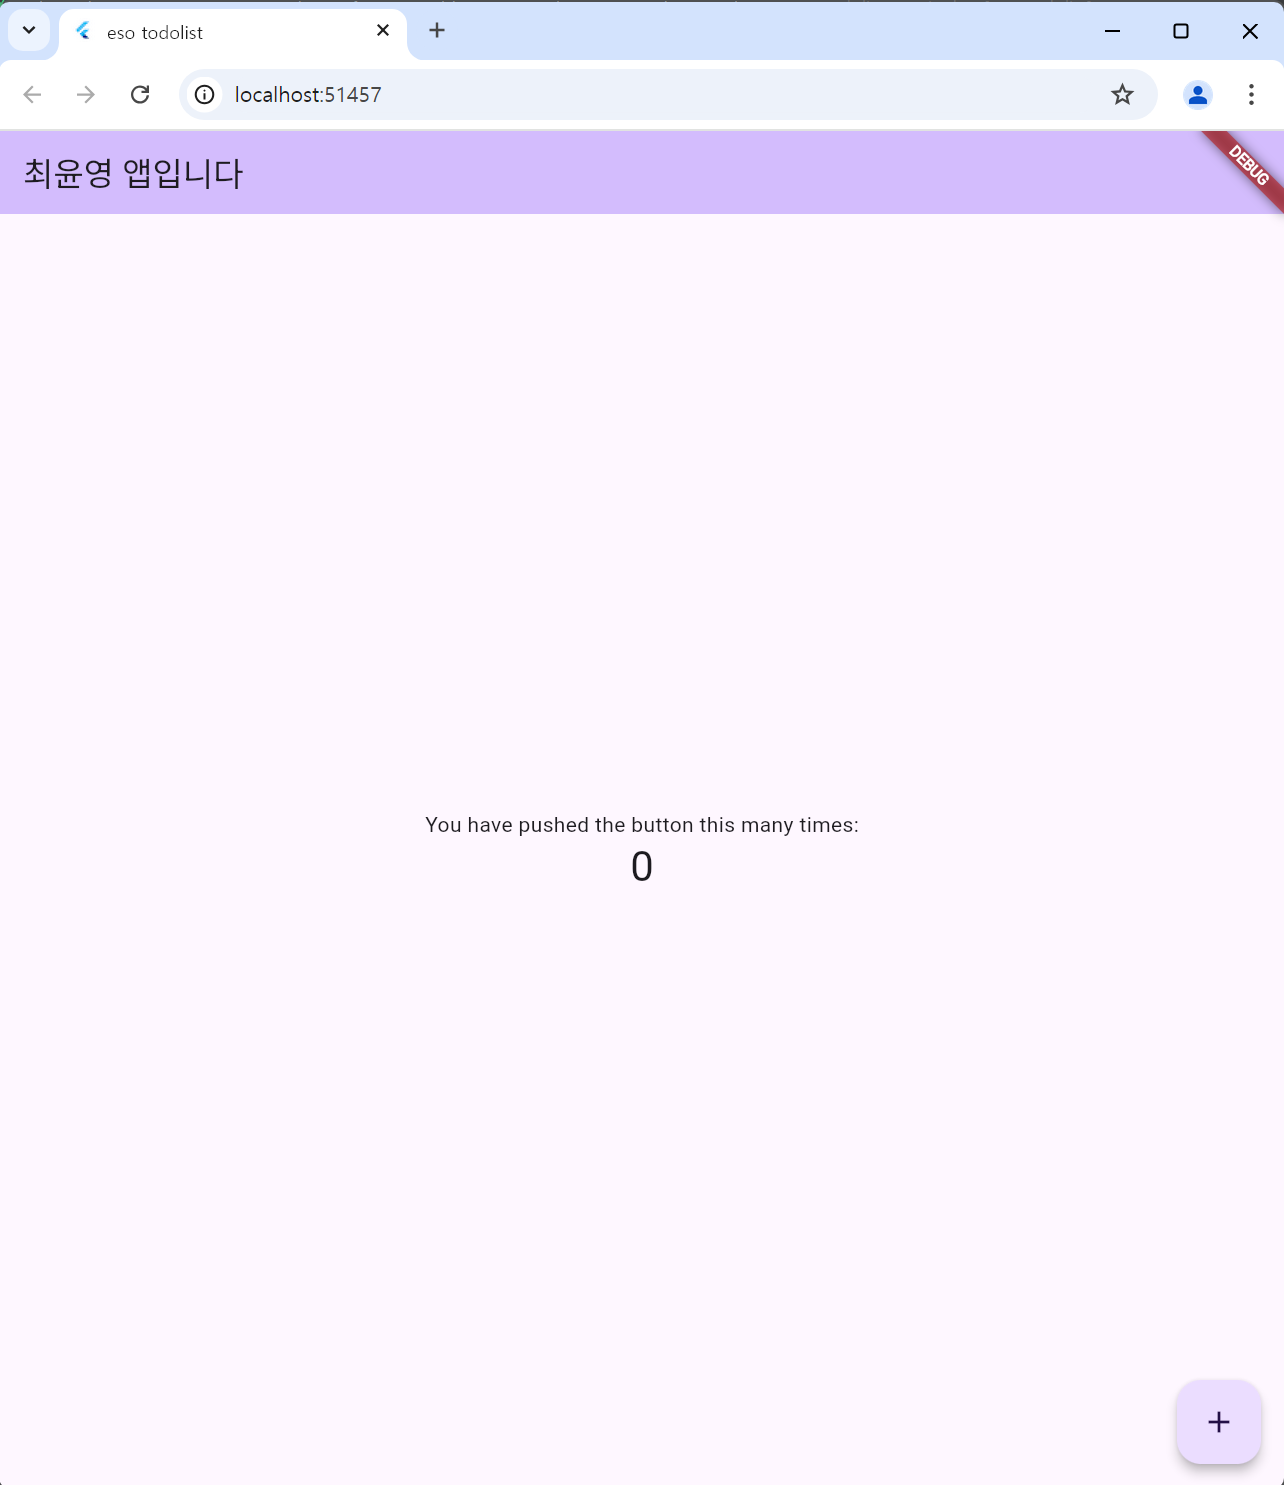 eso todolist
localhost:51457
최윤영 앱입니다
DEBUG
You have pushed the button this many times:
0